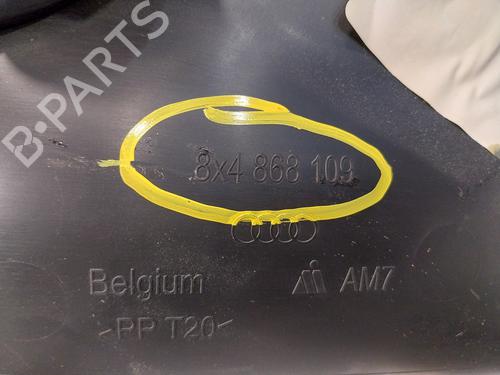 B-PARTS
8x4 868 109
Belgium AM7
>PP T20<